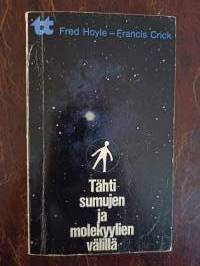 tt
Fred Hoyle – Francis Crick
Tähti
sumujen
ja
molekyylien
välillä